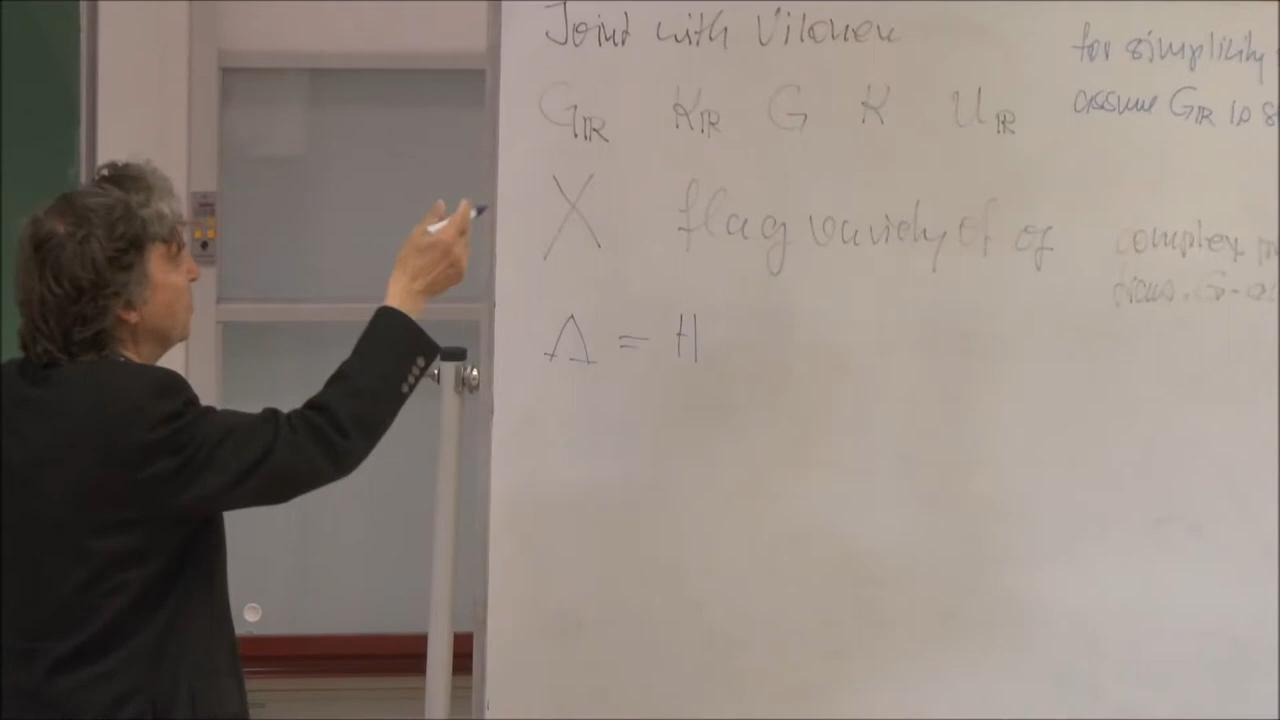 Joint with Vilonen
for simplicity
G_ℝ K_ℝ G K U_ℝ
assume G_ℝ is
X flag variety of g complex
G-
Λ = H